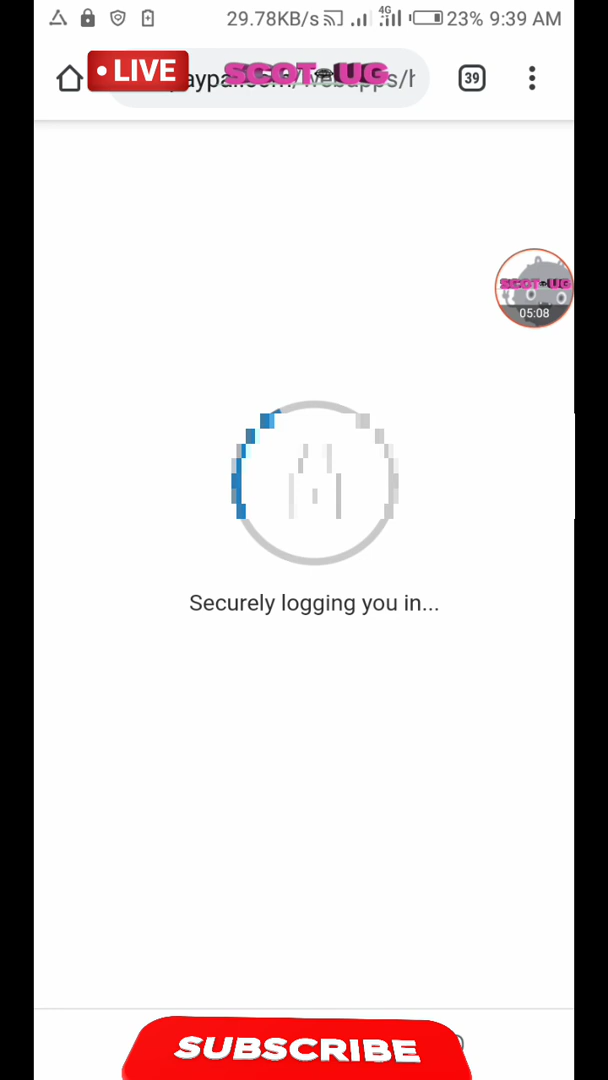 29.78KB/s 4G 23% 9:39 AM
• LIVE SCOT UG
39
SCOT UG
05:08
Securely logging you in...
SUBSCRIBE